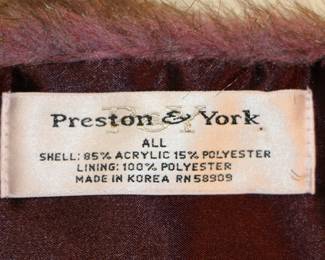 Preston & York
ALL
SHELL: 85% ACRYLIC 15% POLYESTER
LINING: 100% POLYESTER
MADE IN KOREA RN 58909